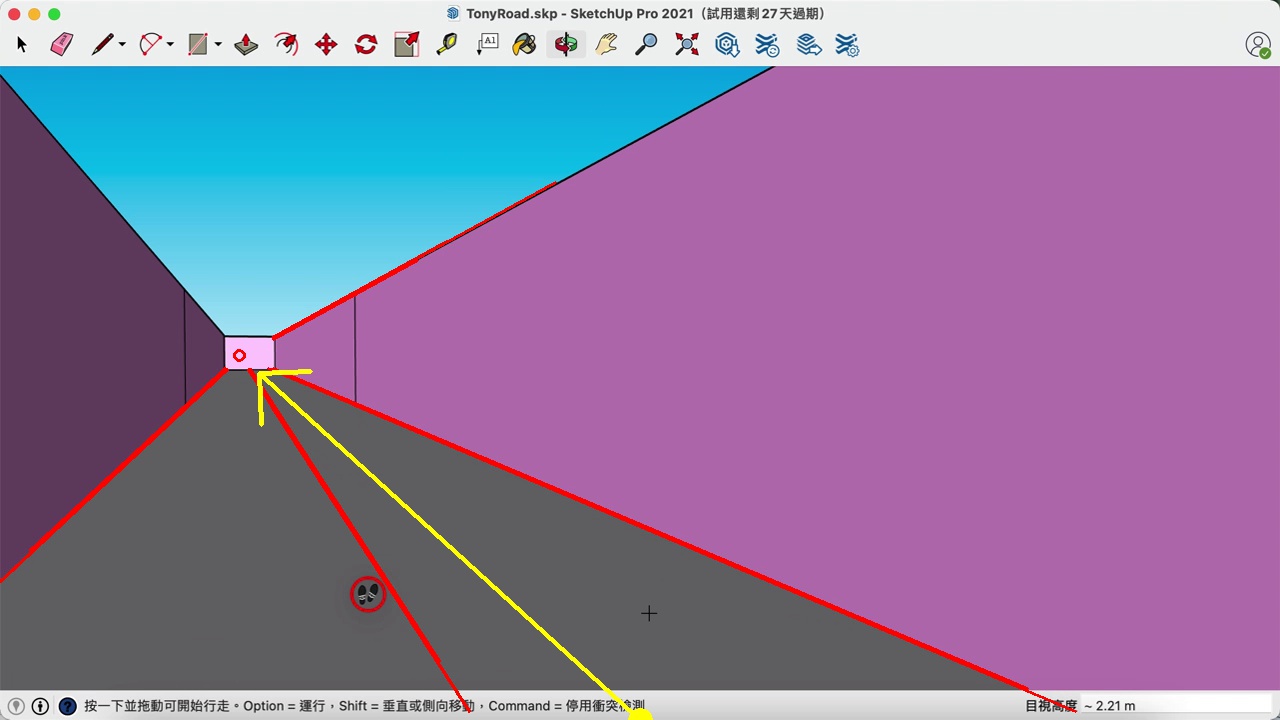 TonyRoad.skp - SketchUp Pro 2021（試用還剩 27 天過期）
A1
按一下並拖動可開始行走。Option = 運行，Shift = 垂直或側向移動，Command = 停用衝突檢測
目視高度 ~ 2.21 m